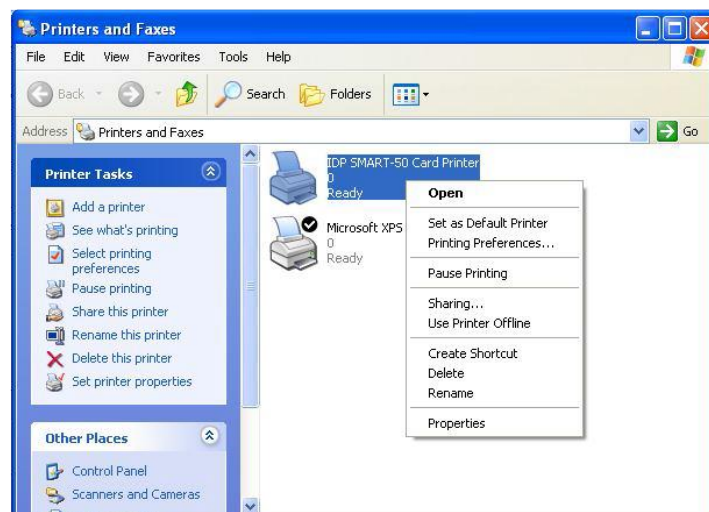 Printers and Faxes
File Edit View Favorites Tools Help
Back Search Folders
Address Printers and Faxes Go
Printer Tasks
Add a printer
See what's printing
Select printing
preferences
Pause printing
Share this printer
Rename this printer
Delete this printer
Set printer properties
Other Places
Control Panel
Scanners and Cameras
IDP SMART-50 Card Printer
0
Ready
Microsoft XPS
0
Ready
Open
Set as Default Printer
Printing Preferences...
Pause Printing
Sharing...
Use Printer Offline
Create Shortcut
Delete
Rename
Properties